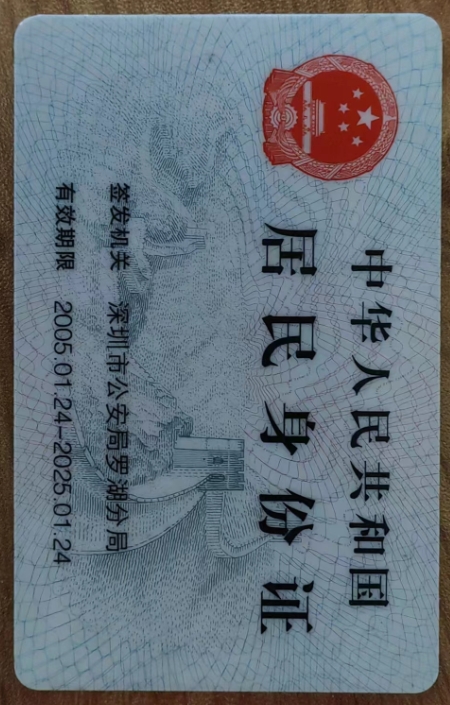 中华人民共和国
居民身份证
签发机关 深圳市公安局罗湖分局
有效期限 2005.01.24-2025.01.24